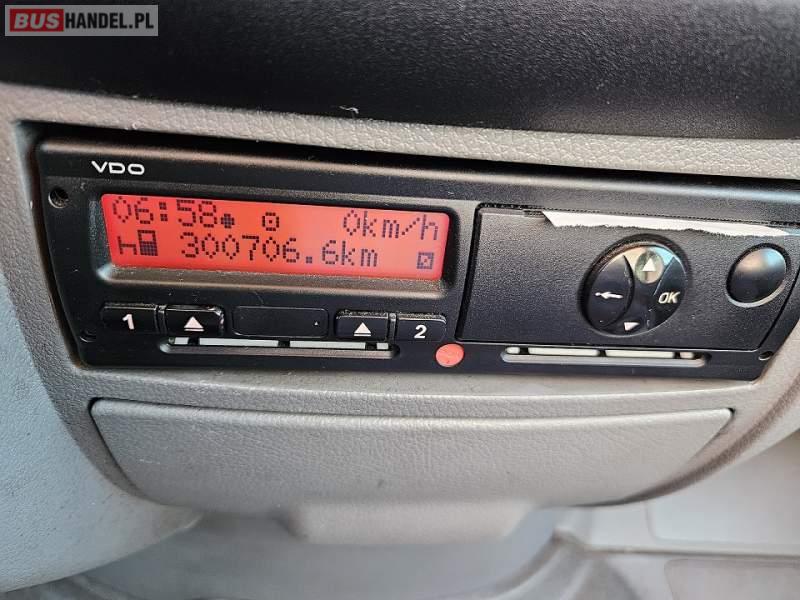 BUSHANDEL.PL
VDO
06:58 0km/h
300706.6km
1 2
OK